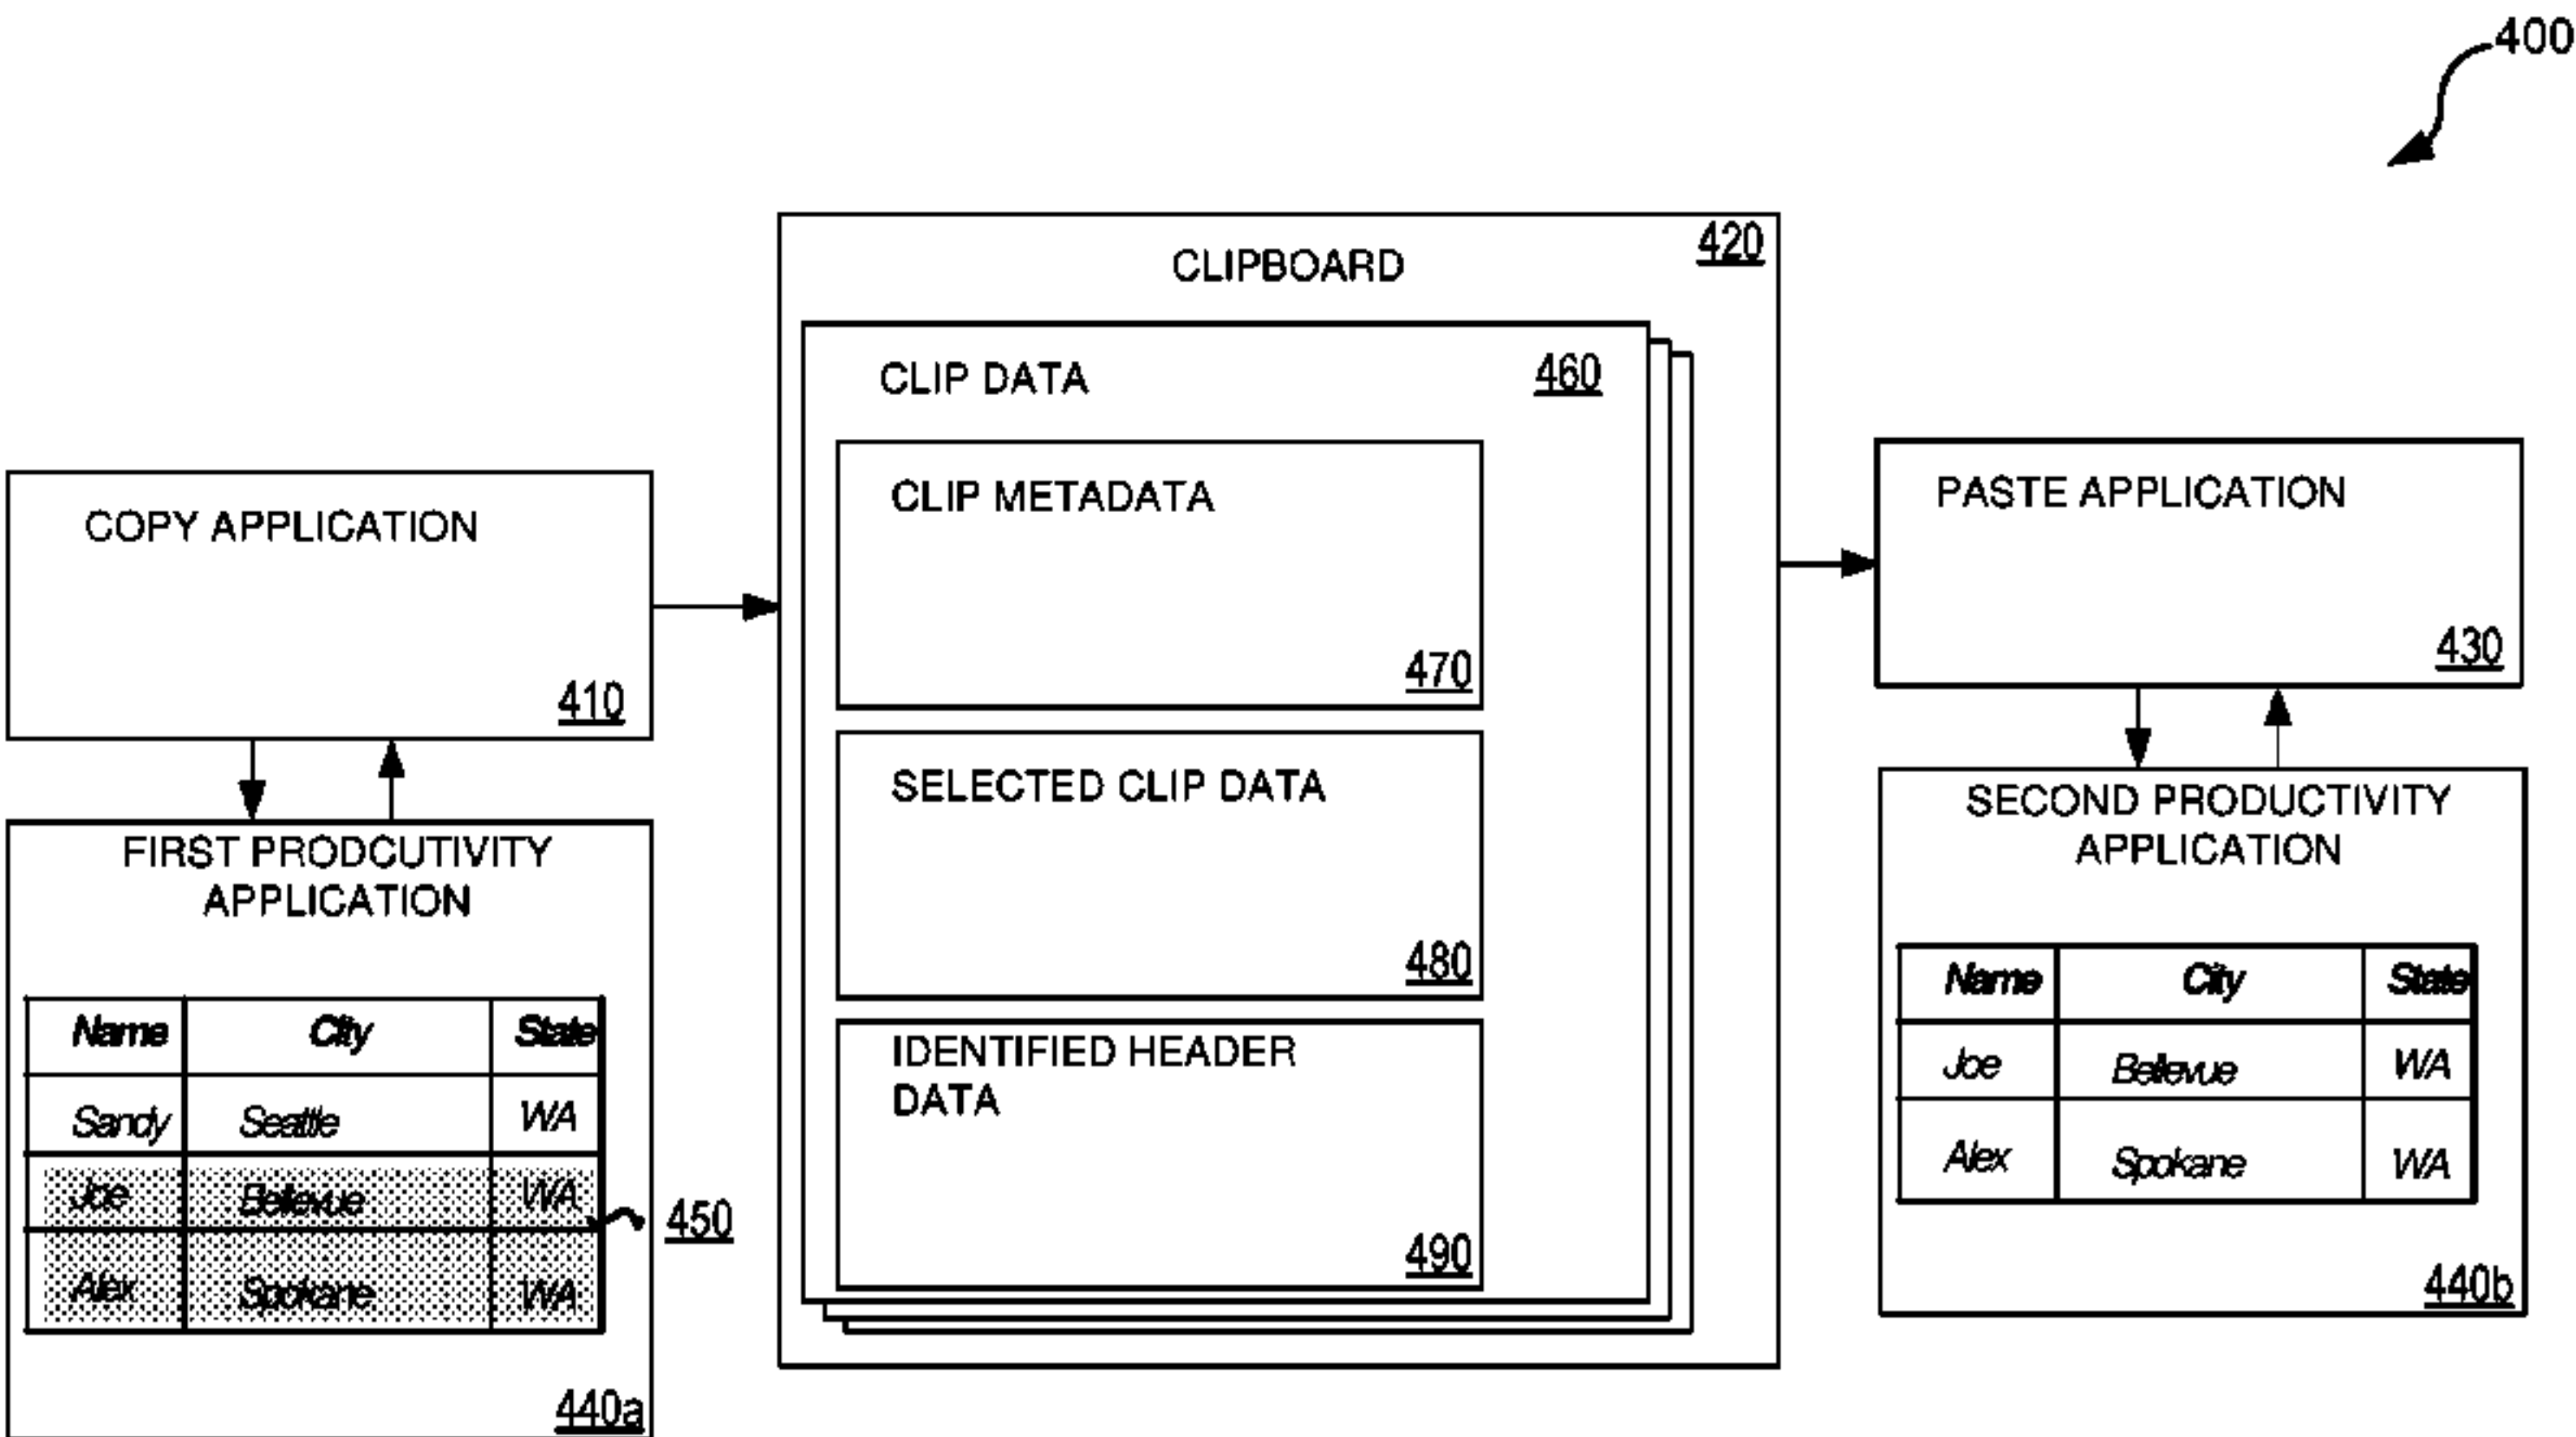 400
CLIPBOARD
420
CLIP DATA
460
CLIP METADATA
470
SELECTED CLIP DATA
480
IDENTIFIED HEADER
DATA
490
COPY APPLICATION
410
FIRST PRODCUTIVITY
APPLICATION
Name City State
Sandy Seattle WA
Joe Bellevue WA
Alex Spokane WA
450
440a
PASTE APPLICATION
430
SECOND PRODUCTIVITY
APPLICATION
Name City State
Joe Bellevue WA
Alex Spokane WA
440b